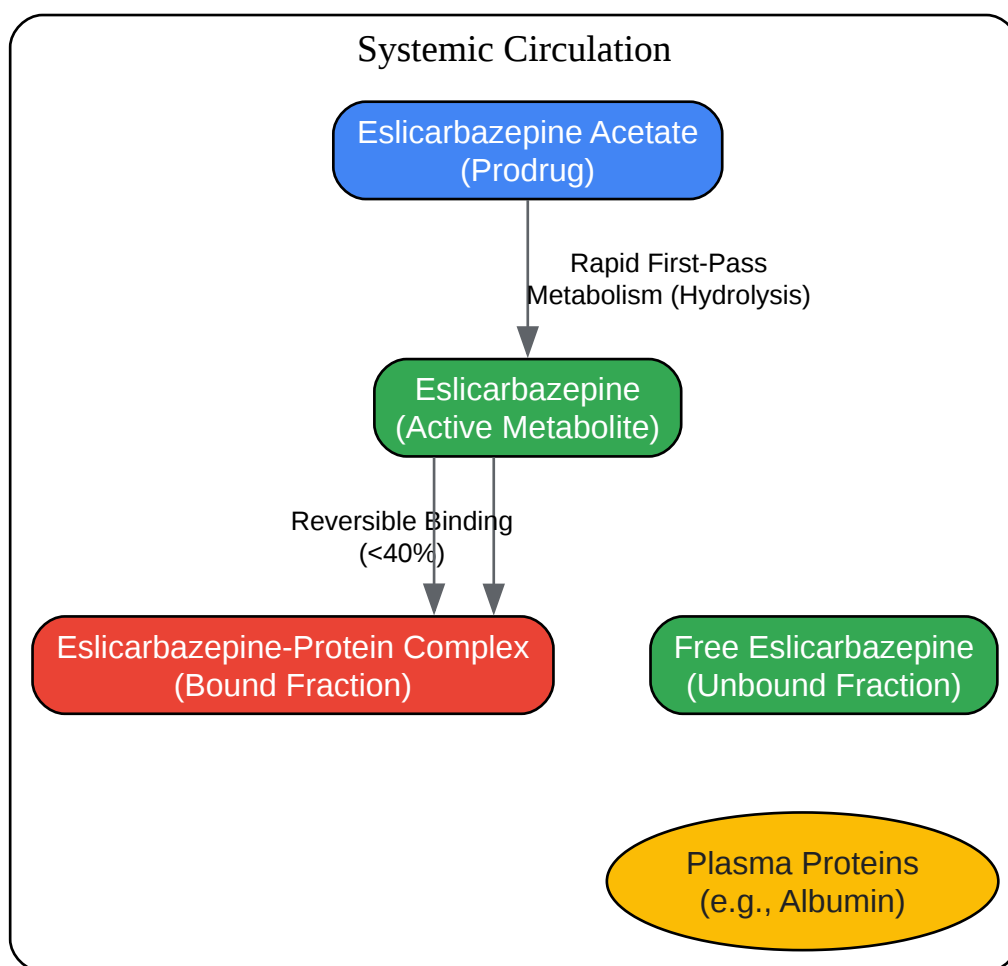 Systemic Circulation
Eslicarbazepine Acetate
(Prodrug)
Rapid First-Pass
Metabolism (Hydrolysis)
Eslicarbazepine
(Active Metabolite)
Reversible Binding
(<40%)
Eslicarbazepine-Protein Complex
(Bound Fraction)
Free Eslicarbazepine
(Unbound Fraction)
Plasma Proteins
(e.g., Albumin)